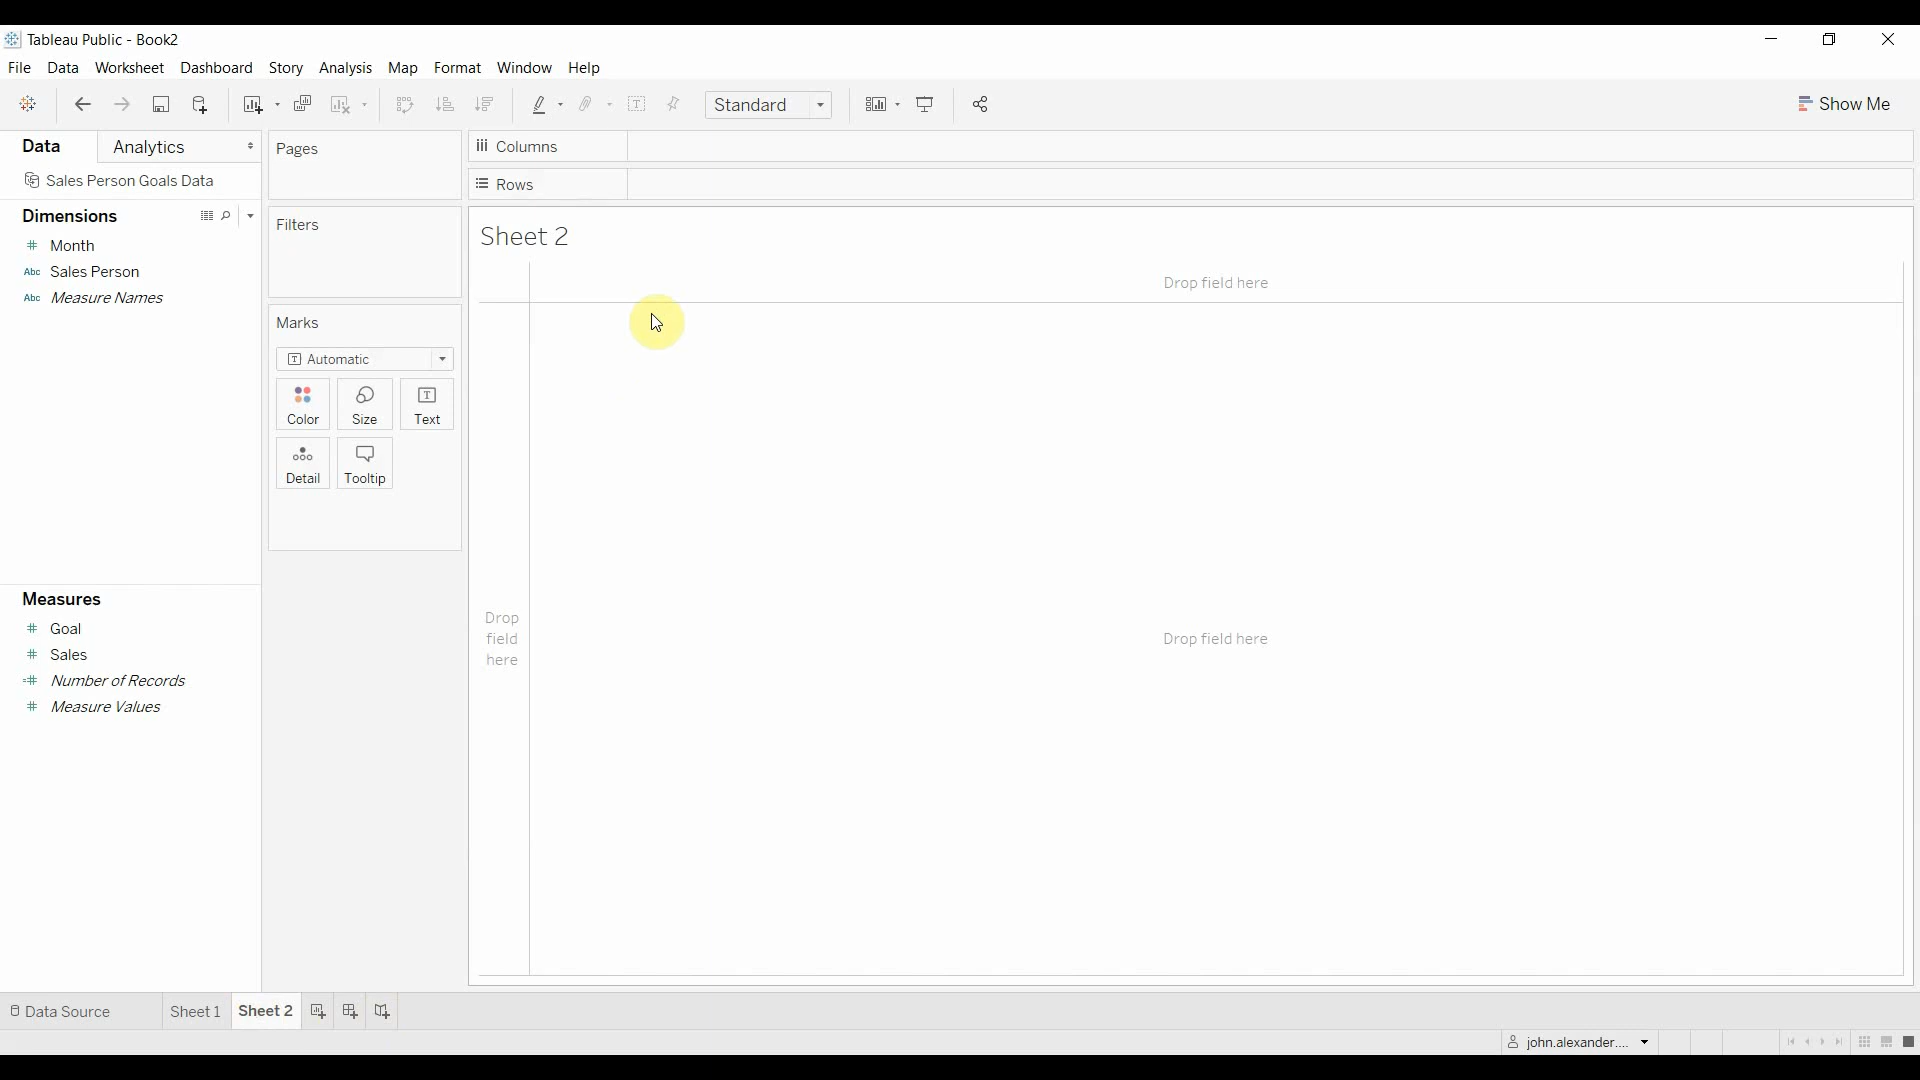 Tableau Public - Book2
File Data Worksheet Dashboard Story Analysis Map Format Window Help
Standard
Show Me
Data Analytics
Pages
Columns
Sales Person Goals Data
Rows
Dimensions
Filters
Sheet 2
Month
Abc Sales Person
Abc Measure Names
Drop field here
Marks
Automatic
Color Size Text
Detail Tooltip
Measures
Goal
Sales
Number of Records
Measure Values
Drop
field
here
Drop field here
Data Source Sheet 1 Sheet 2
john.alexander....